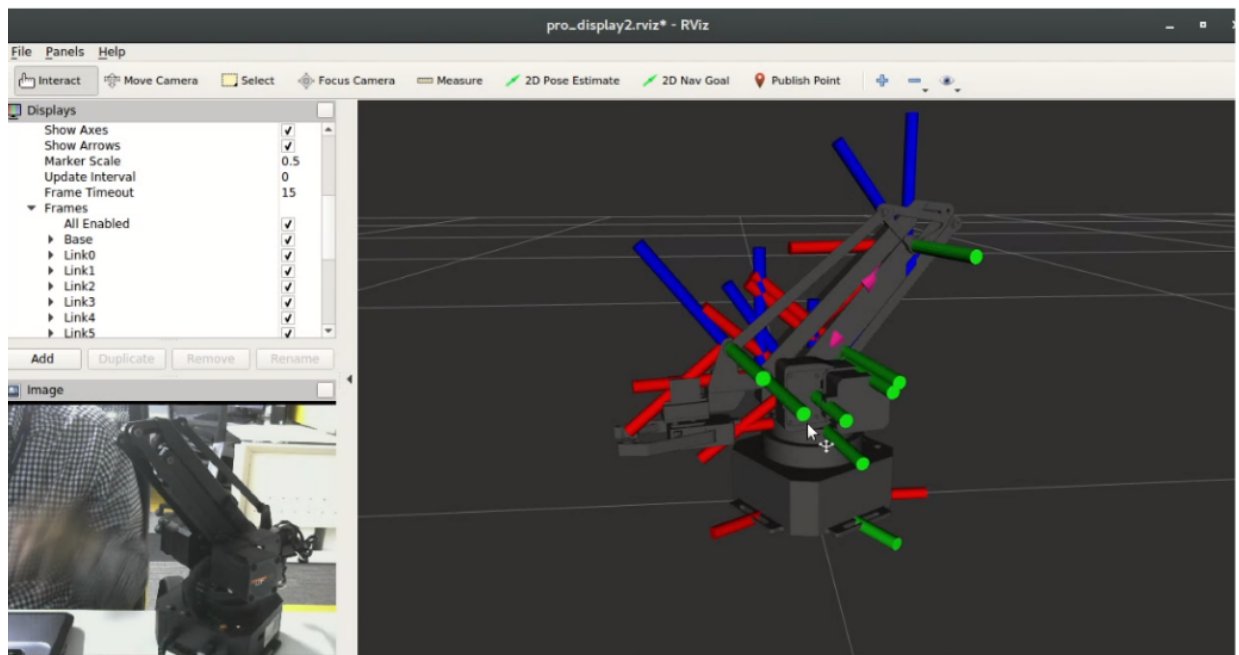 pro_display2.rviz* - RViz
File Panels Help
Interact Move Camera Select Focus Camera Measure 2D Pose Estimate 2D Nav Goal Publish Point
Displays
Show Axes
Show Arrows
Marker Scale 0.5
Update Interval 0
Frame Timeout 15
Frames
All Enabled
Base
Link0
Link1
Link2
Link3
Link4
Link5
Add Duplicate Remove Rename
Image